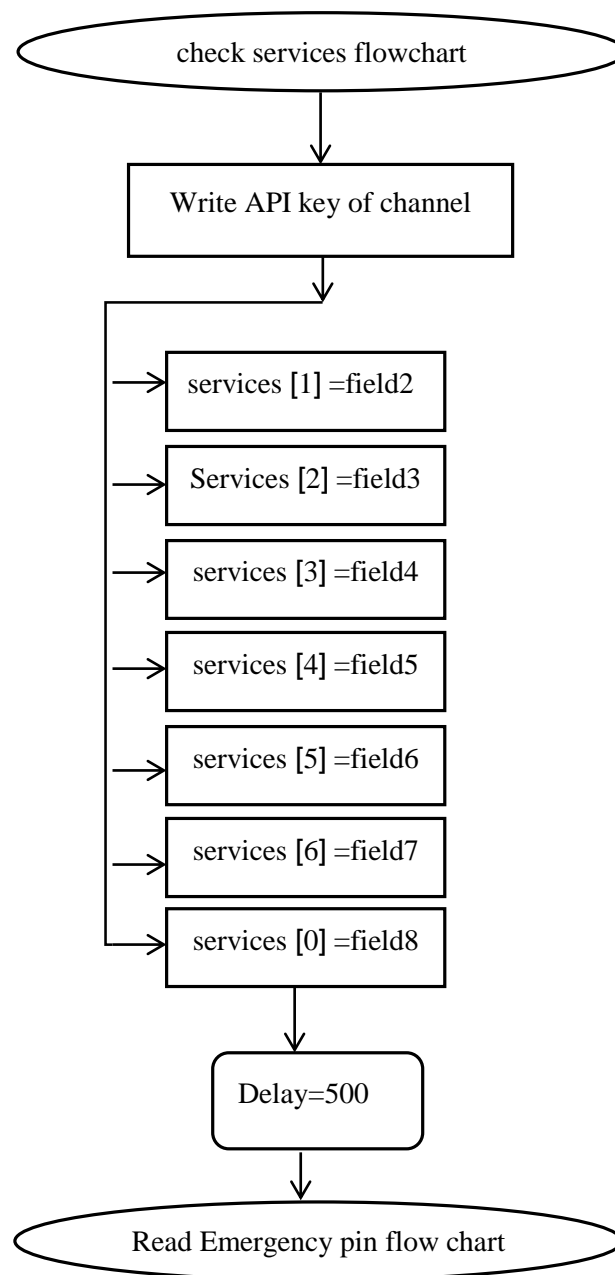 check services flowchart
Write API key of channel
services [1] =field2
Services [2] =field3
services [3] =field4
services [4] =field5
services [5] =field6
services [6] =field7
services [0] =field8
Delay=500
Read Emergency pin flow chart